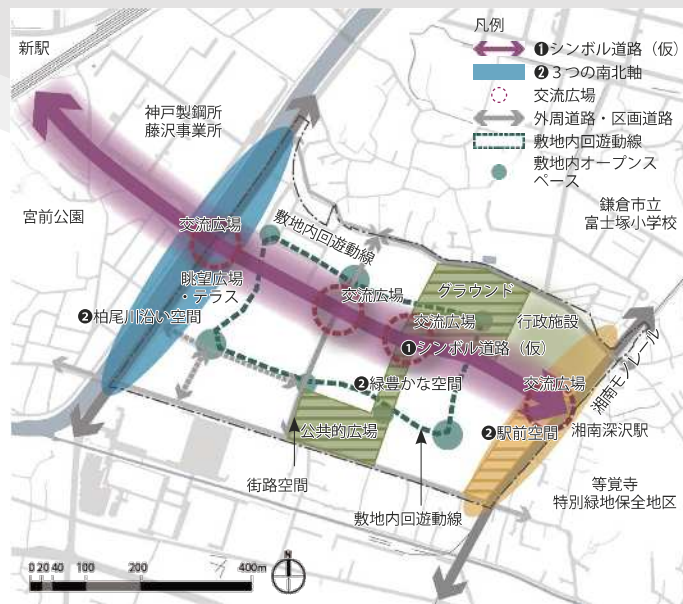 新駅
凡例
❶シンボル道路（仮）
❷３つの南北軸
交流広場
外周道路・区画道路
敷地内回遊動線
敷地内オープンス
ペース
神戸製鋼所
藤沢事業所
鎌倉市立
富士塚小学校
宮前公園
交流広場
敷地内回遊動線
眺望広場
・テラス
❷柏尾川沿い空間
グラウンド
交流広場
交流広場
行政施設
❶シンボル道路（仮）
湘南モノレール
❷緑豊かな空間
交流広場
公共的広場
❷駅前空間
湘南深沢駅
街路空間
敷地内回遊動線
等覚寺
特別緑地保全地区
0 20 40 100 200 400m
N